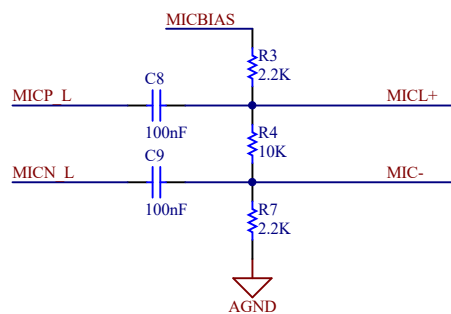 MICBIAS
R3
2.2K
C8
MICP_L
MICL+
100nF
R4
10K
C9
MICN_L
MIC-
100nF
R7
2.2K
AGND